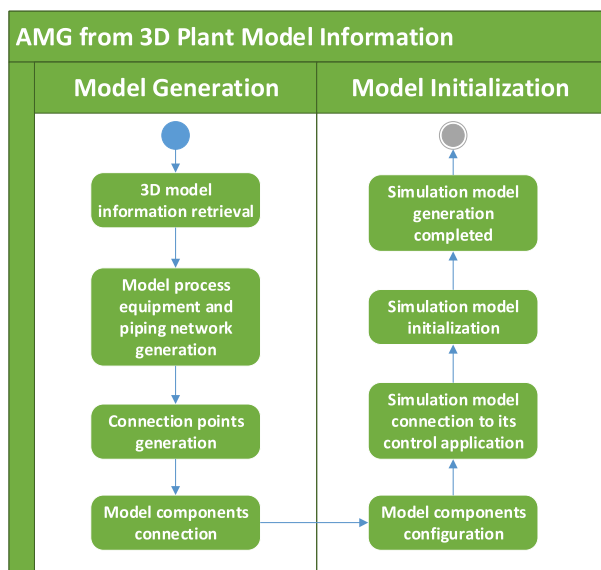 AMG from 3D Plant Model Information
Model Generation
Model Initialization
3D model
information retrieval
Model process
equipment and
piping network
generation
Connection points
generation
Model components
connection
Model components
configuration
Simulation model
connection to its
control application
Simulation model
initialization
Simulation model
generation
completed